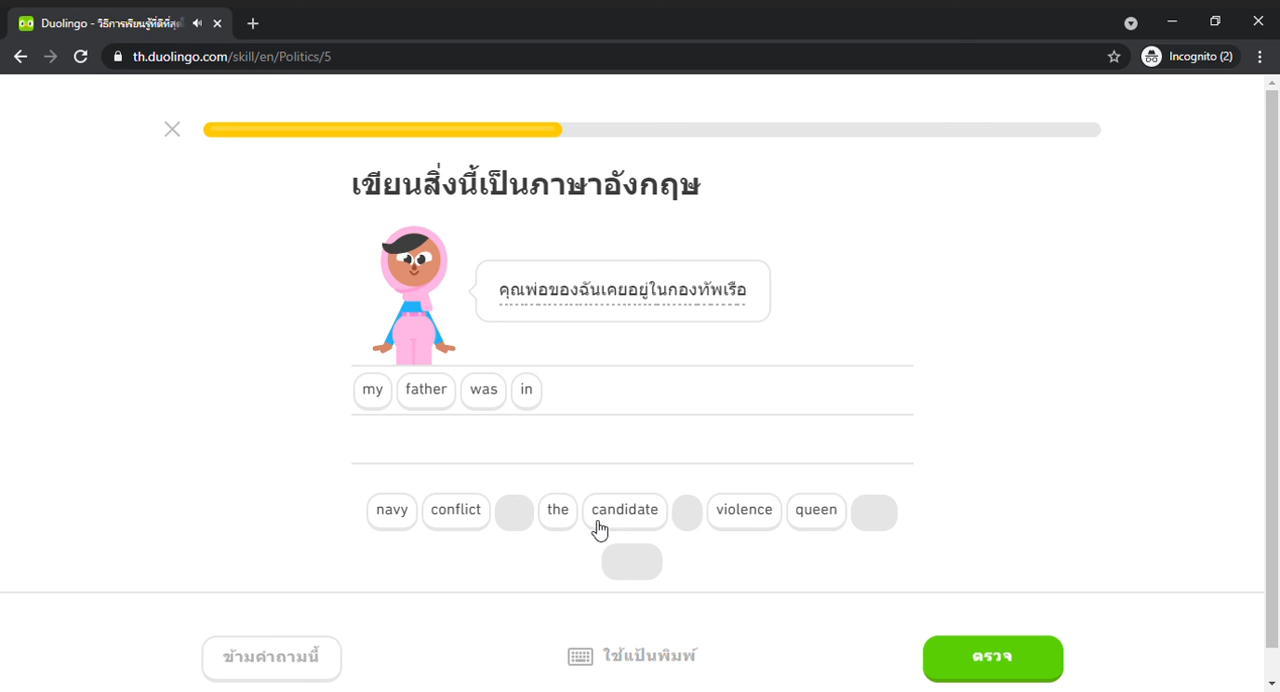 Duolingo - วิธีการเรียนรู้ที่ดีที่สุดใ
th.duolingo.com/skill/en/Politics/5
Incognito (2)
เขียนสิ่งนี้เป็นภาษาอังกฤษ
คุณพ่อของฉันเคยอยู่ในกองทัพเรือ
my father was in
navy conflict the candidate violence queen
ข้ามคำถามนี้ ใช้แป้นพิมพ์ ตรวจ